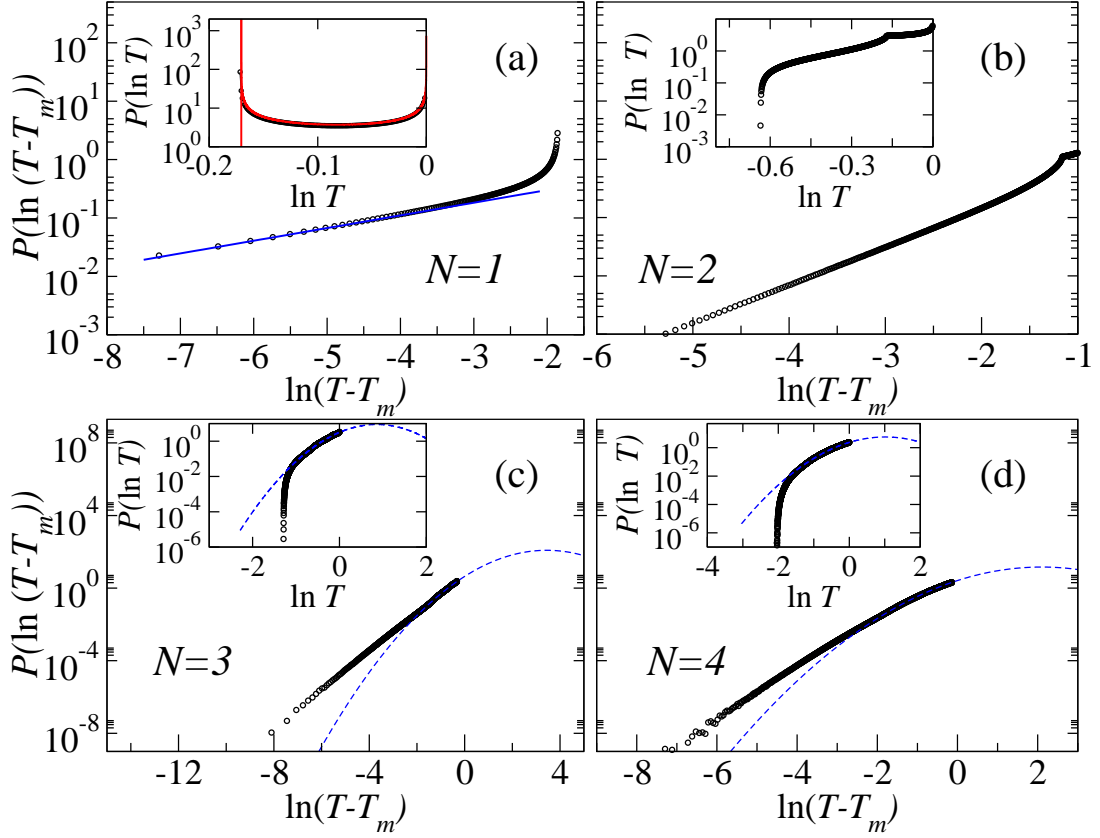 (a)
P(ln (T-T_m))
10^4
10^2
10^0
10^-1
10^-2
10^-3
-8 -7 -6 -5 -4 -3 -2
ln(T-T_m)
N=1
P(ln T)
10^3
10^2
10^1
10^0
-0.2 -0.1 0
ln T
(b)
-6 -5 -4 -3 -2 -1
ln(T-T_m)
N=2
P(ln T)
10^0
10^-1
10^-2
10^-3
-0.6 -0.3 0
ln T
(c)
P(ln (T-T_m))
10^8
10^4
10^0
10^-4
10^-8
-12 -8 -4 0
ln(T-T_m)
N=3
P(ln T)
10^0
10^-2
10^-4
10^-6
-2 0 2
ln T
(d)
-8 -6 -4 -2 0 2
ln(T-T_m)
N=4
P(ln T)
10^0
10^-2
10^-4
10^-6
-4 -2 0 2
ln T